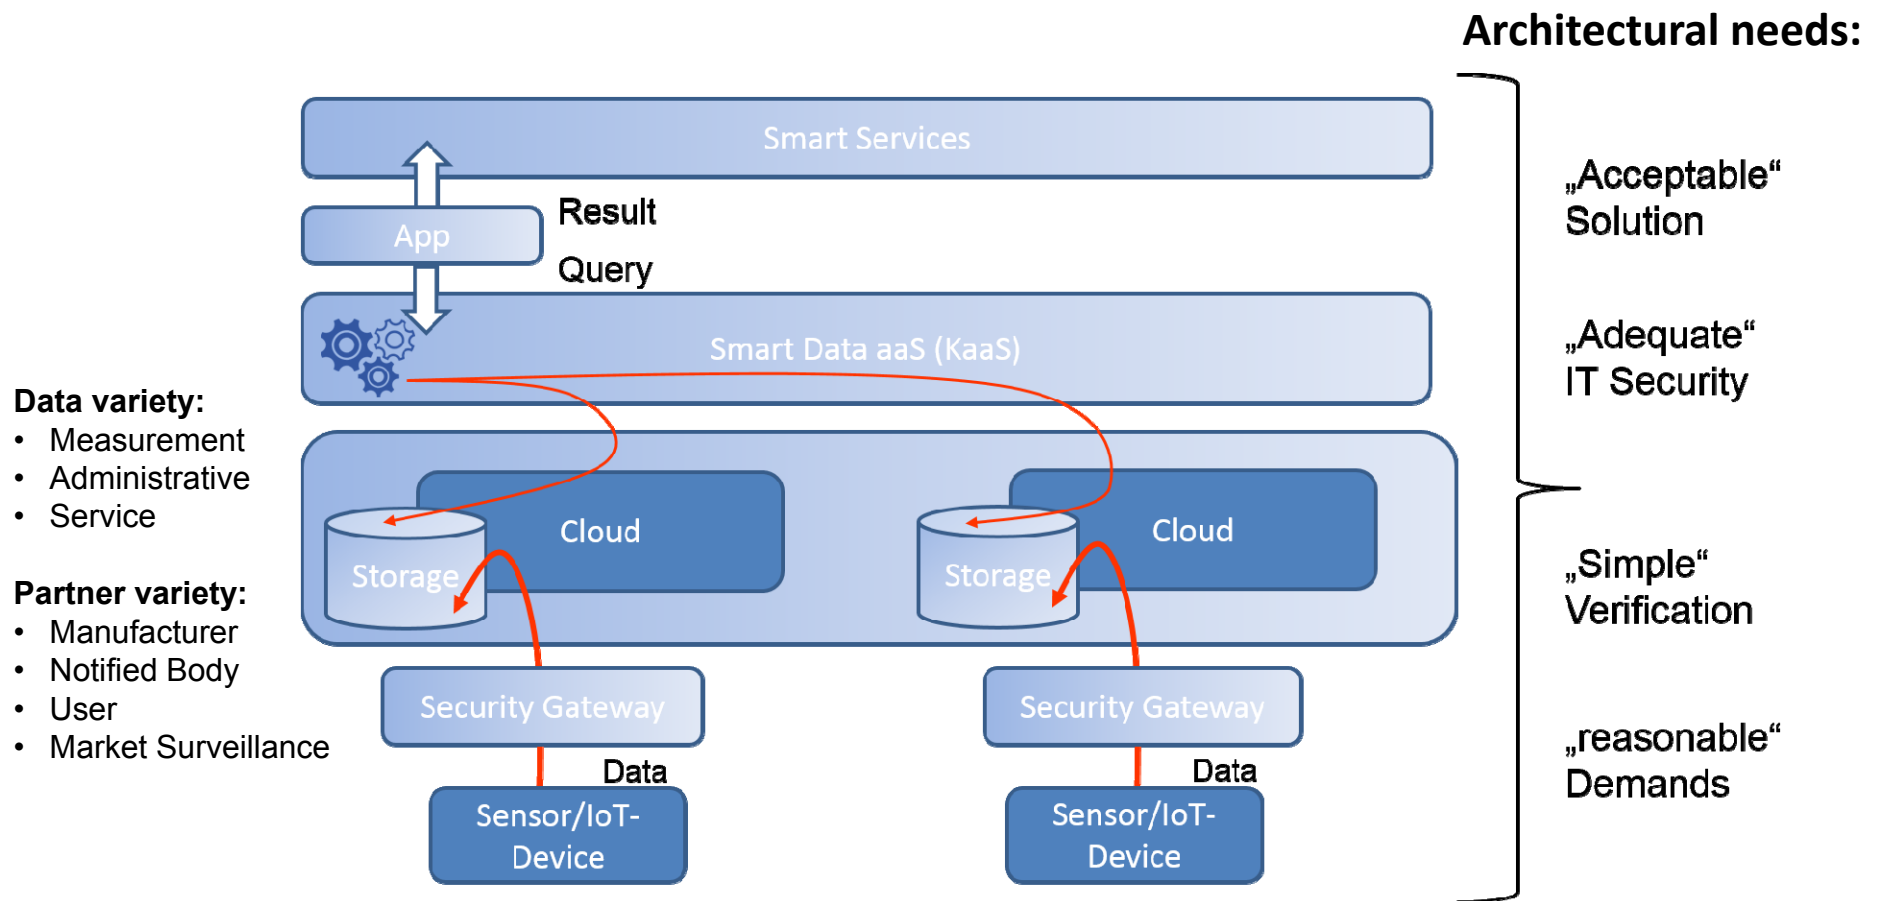 Architectural needs:
Smart Services
App
Result
Query
Smart Data aaS (KaaS)
Data variety:
• Measurement
• Administrative
• Service
Partner variety:
• Manufacturer
• Notified Body
• User
• Market Surveillance
Cloud
Storage
Cloud
Storage
Security Gateway
Security Gateway
Data
Data
Sensor/IoT-
Device
Sensor/IoT-
Device
„Acceptable“
Solution
„Adequate“
IT Security
„Simple“
Verification
„reasonable“
Demands